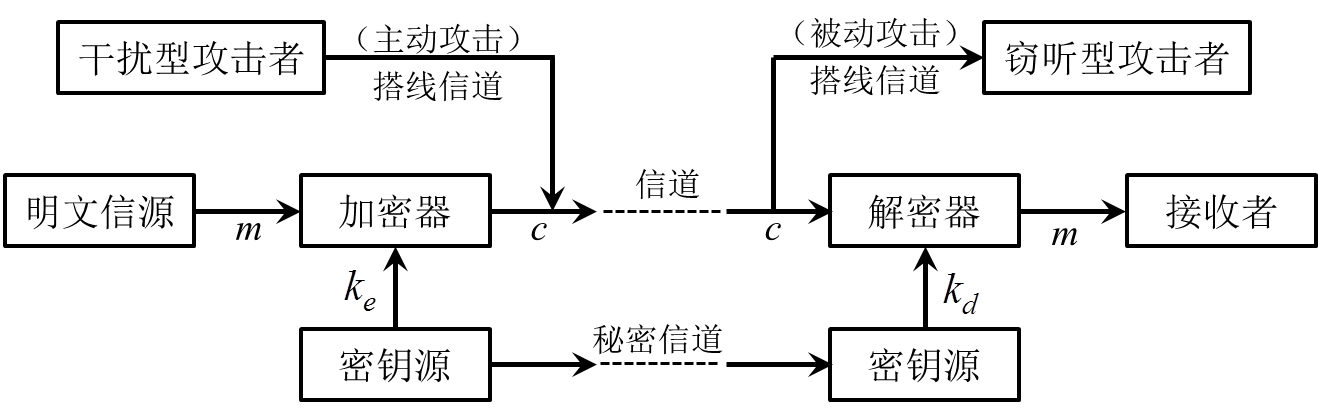 干扰型攻击者
（主动攻击）
搭线信道
（被动攻击）
搭线信道
窃听型攻击者
明文信源
m
加密器
c
信道
c
解密器
m
接收者
ke
kd
密钥源
秘密信道
密钥源